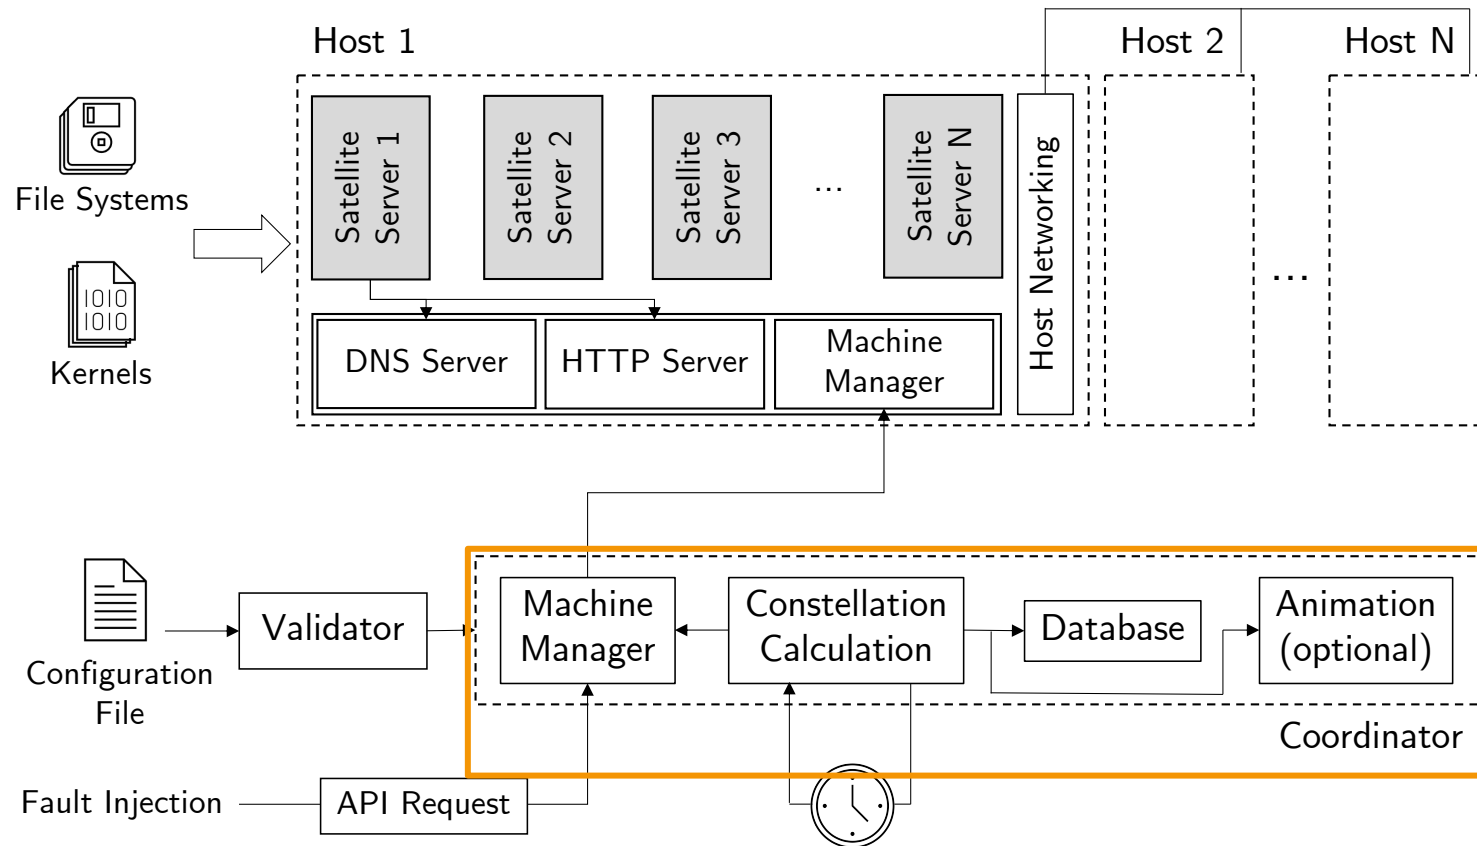 Host 1
Host 2
Host N
File Systems
Kernels
Satellite
Server 1
Satellite
Server 2
Satellite
Server 3
...
Satellite
Server N
Host Networking
...
IOIO
IOIO
DNS Server
HTTP Server
Machine
Manager
Configuration
File
Validator
Machine
Manager
Constellation
Calculation
Database
Animation
(optional)
Coordinator
Fault Injection
API Request